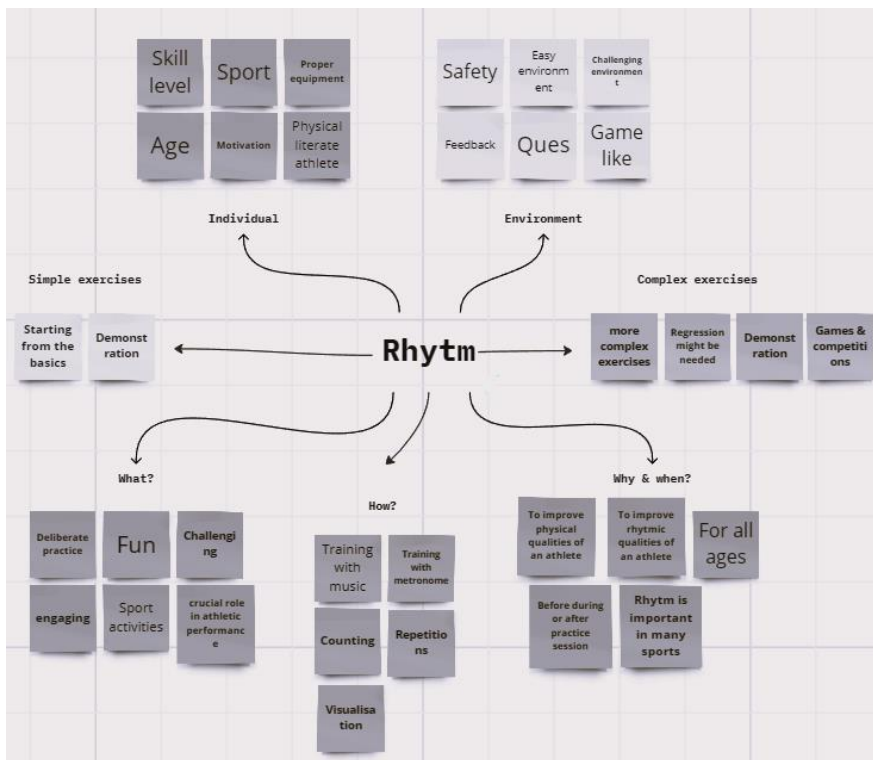 Skill
level
Sport
Proper
equipment
Age
Motivation
Physical
literate
athlete
Individual
Safety
Easy
environm
ent
Challenging
environmen
t
Feedback
Ques
Game
like
Environment
Simple exercises
Starting
from the
basics
Demonst
ration
Rhytm
Complex exercises
more
complex
exercises
Regression
might be
needed
Demonst
ration
Games &
competiti
ons
What?
Deliberate
practice
Fun
Challengi
ng
engaging
Sport
activities
crucial role
in athletic
performanc
e
How?
Training
with
music
Training
with
metronome
Counting
Repetitio
ns
Visualisa
tion
Why & when?
To improve
physical
qualities of
an athlete
To improve
rhytmic
qualities of
an athlete
For all
ages
Before during
or after
practice
session
Rhytm is
important
in many
sports